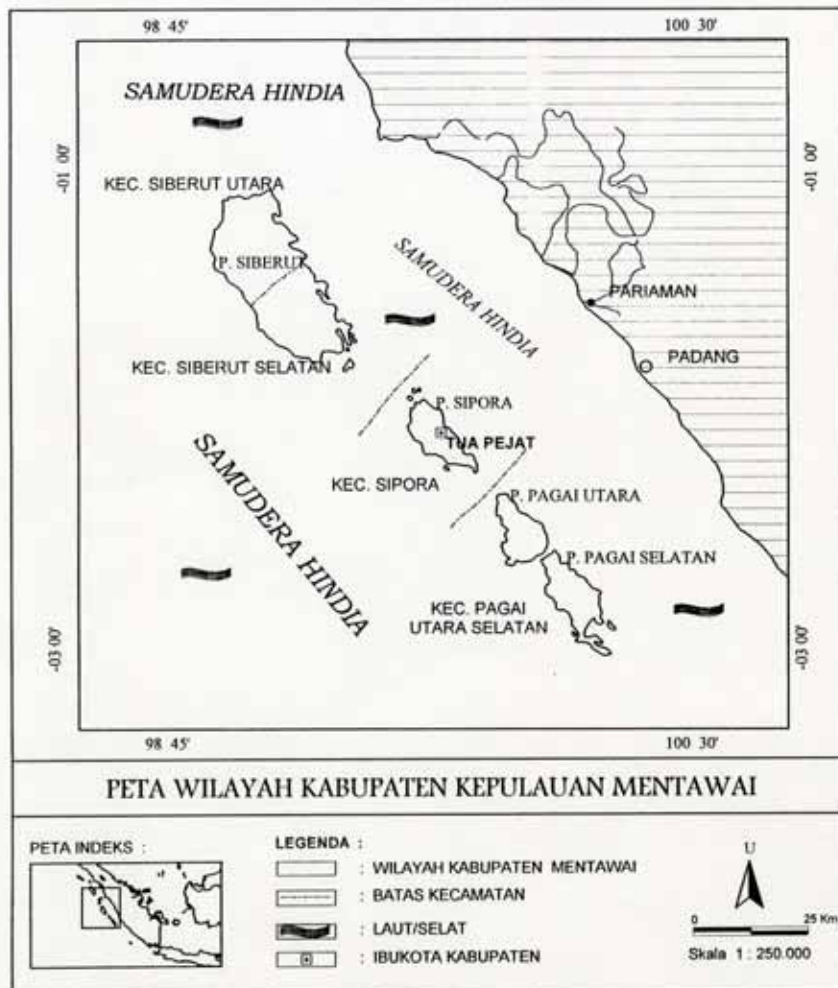 98 45'
100 30'
SAMUDERA HINDIA
-01 00'
-01 00'
KEC. SIBERUT UTARA
P. SIBERUT
SAMUDERA HINDIA
PARIAMAN
PADANG
KEC. SIBERUT SELATAN
P. SIPORA
TUA PEJAT
SAMUDERA HINDIA
KEC. SIPORA
P. PAGAI UTARA
P. PAGAI SELATAN
KEC. PAGAI
UTARA SELATAN
-03 00'
-03 00'
98 45'
100 30'
PETA WILAYAH KABUPATEN KEPULAUAN MENTAWAI
PETA INDEKS :
LEGENDA :
: WILAYAH KABUPATEN MENTAWAI
: BATAS KECAMATAN
: LAUT/SELAT
: IBUKOTA KABUPATEN
U
0 25 Km
Skala 1 : 250.000